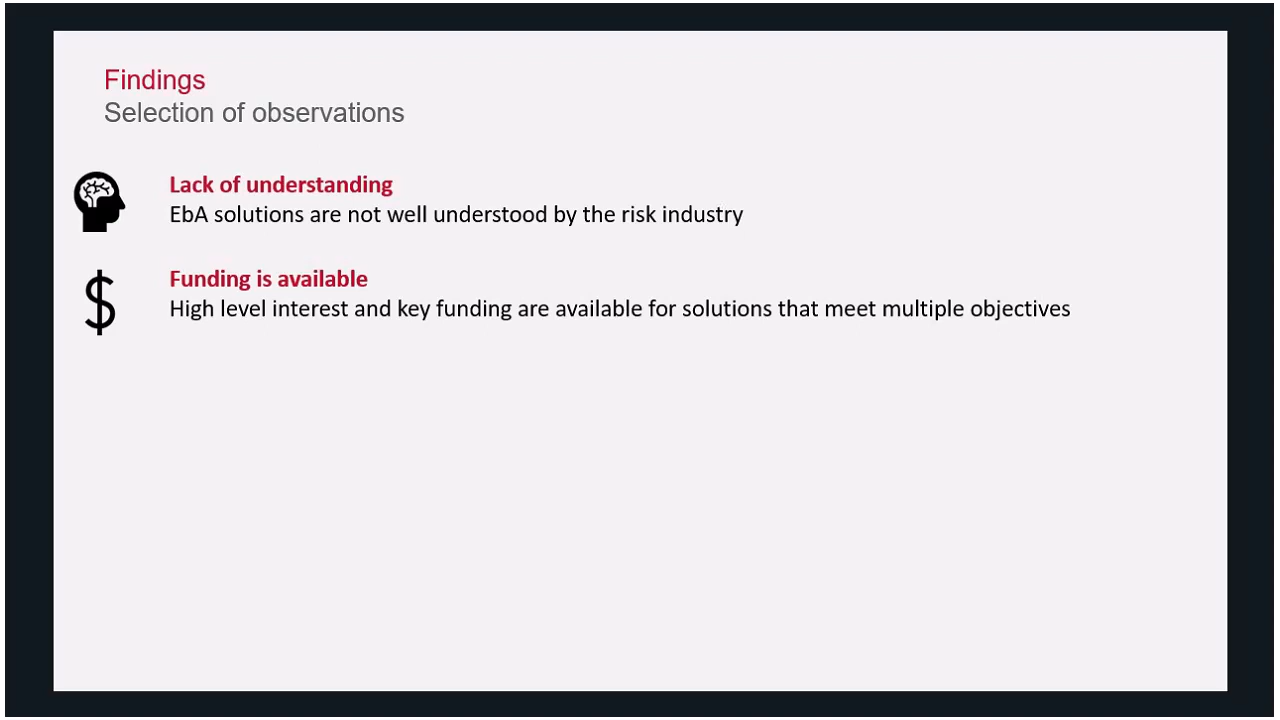 Findings
Selection of observations
Lack of understanding
EbA solutions are not well understood by the risk industry
Funding is available
High level interest and key funding are available for solutions that meet multiple objectives